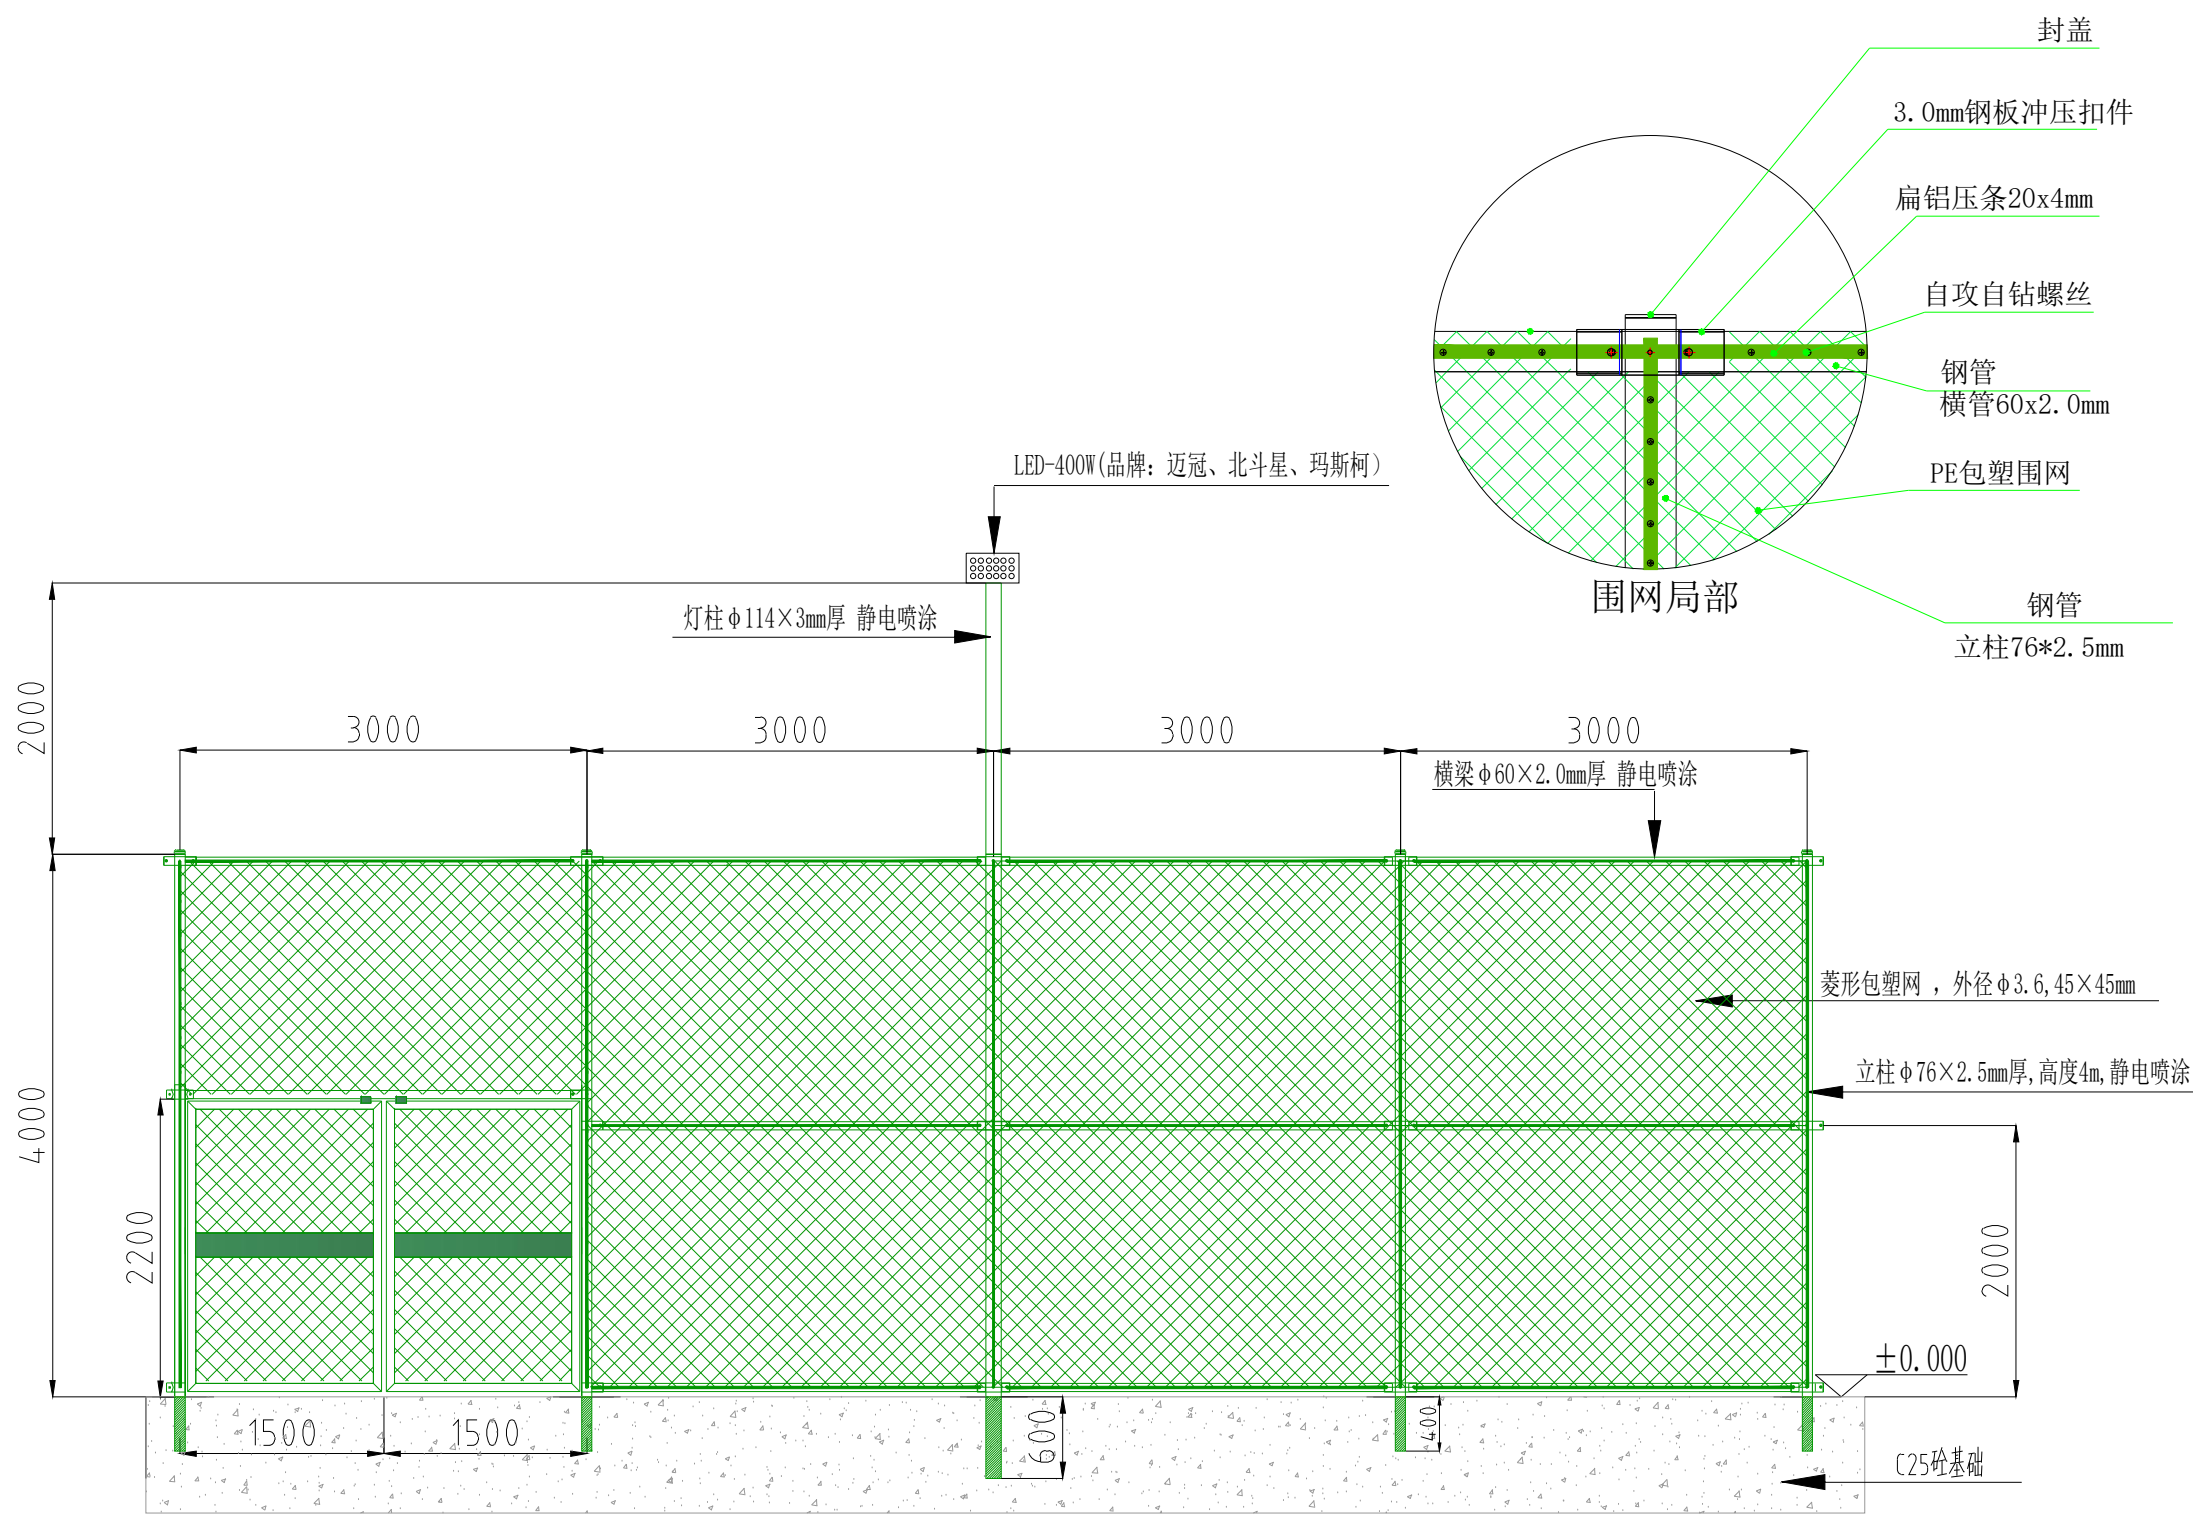 封盖
3.0mm钢板冲压扣件
扁铝压条20x4mm
自攻自钻螺丝
钢管
横管60x2.0mm
PE包塑围网
围网局部
钢管
立柱76*2.5mm
LED-400W(品牌：迈冠、北斗星、玛斯柯）
灯柱φ114×3mm厚 静电喷涂
2000
3000
3000
3000
3000
横梁φ60×2.0mm厚 静电喷涂
菱形包塑网 ，外径φ3.6,45×45mm
立柱φ76×2.5mm厚,高度4m,静电喷涂
4000
2200
2000
±0.000
1500
1500
600
400
C25砼基础